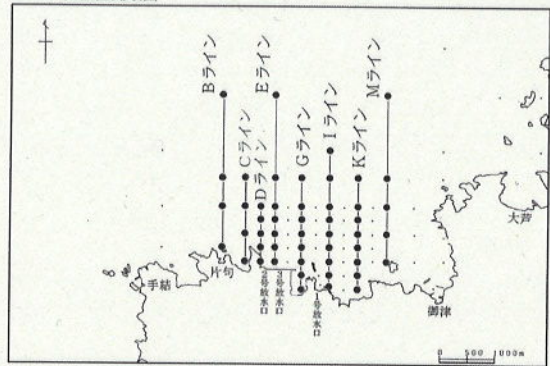 Bライン
Cライン
Dライン
Eライン
Gライン
Iライン
Kライン
Mライン
大芦
手結
片句
2号放水口
3号放水口
1号放水口
御津
0 500 1000m